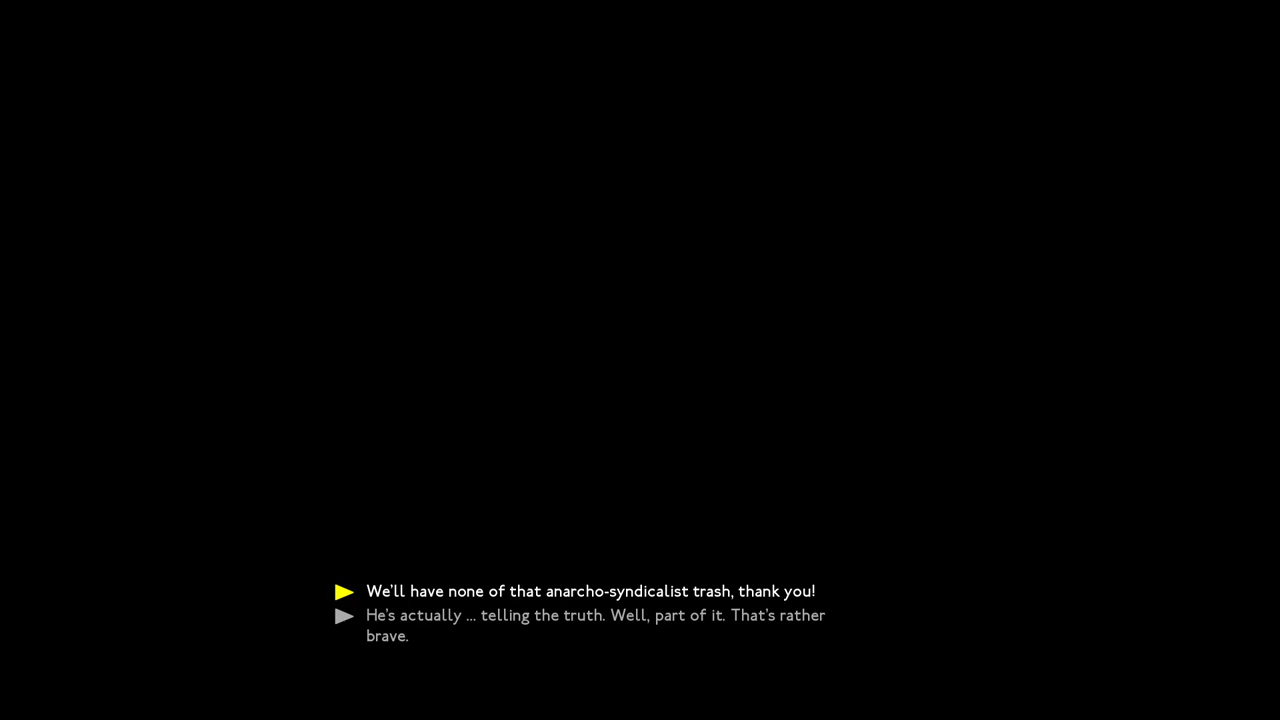 We'll have none of that anarcho-syndicalist trash, thank you!
He's actually ... telling the truth. Well, part of it. That's rather
brave.